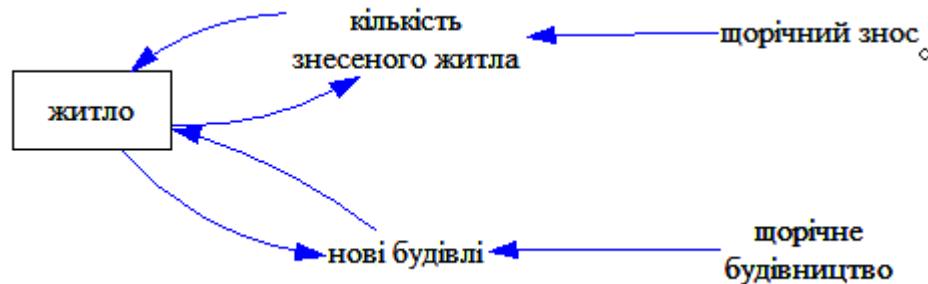 кількість
знесеного житла
щорічний знос
житло
нові будівлі
щорічне
будівництво